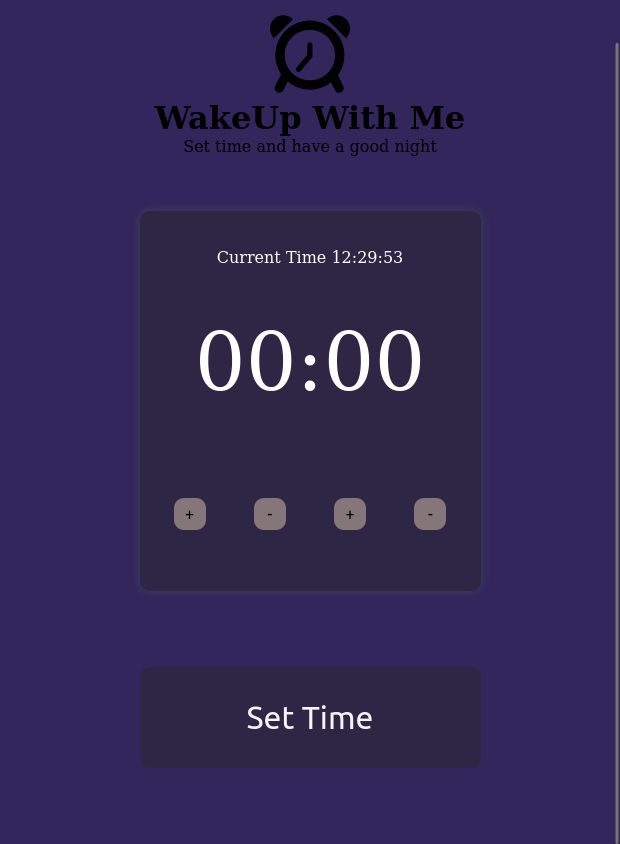 WakeUp With Me
Set time and have a good night
Current Time 12:29:53
00:00
+ - + -
Set Time